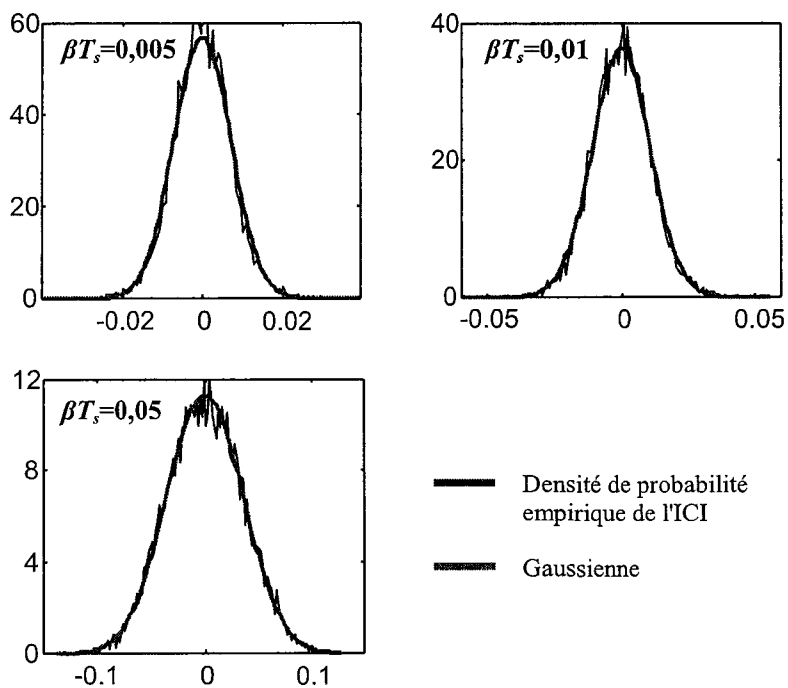 βTₛ=0,005
60
40
20
0
-0.02 0 0.02
βTₛ=0,01
40
20
0
-0.05 0 0.05
βTₛ=0,05
12
8
4
0
-0.1 0 0.1
Densité de probabilité
empirique de l'ICI
Gaussienne